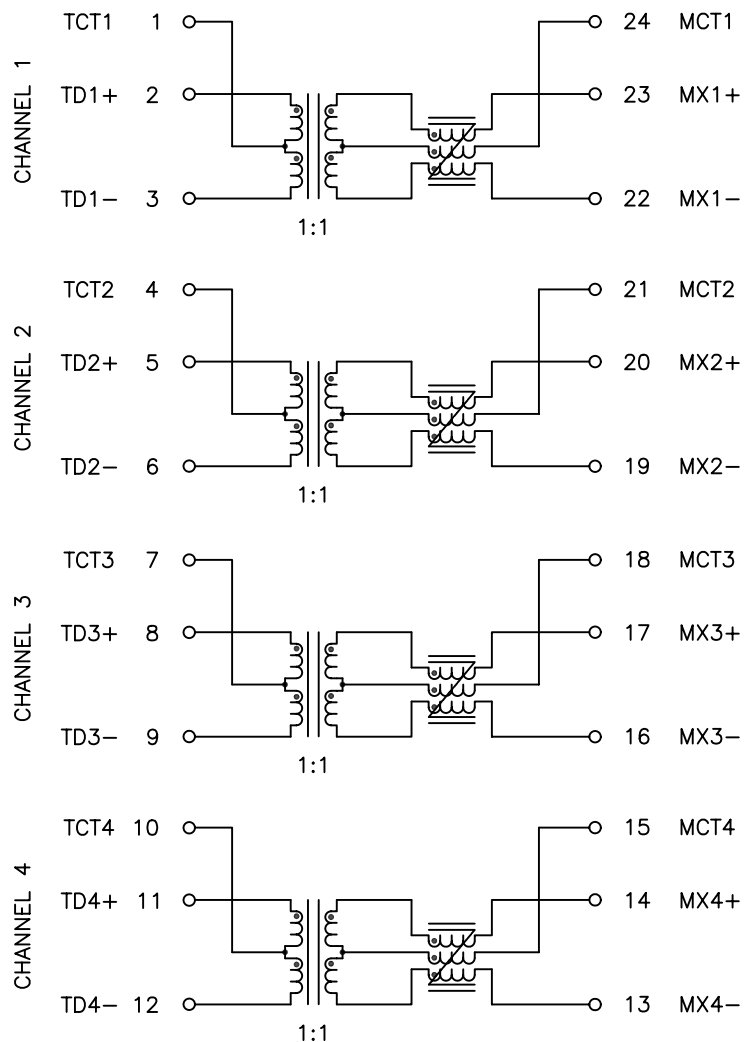 CHANNEL 1
TCT1 1 24 MCT1
TD1+ 2 23 MX1+
TD1− 3 22 MX1−
1:1
CHANNEL 2
TCT2 4 21 MCT2
TD2+ 5 20 MX2+
TD2− 6 19 MX2−
1:1
CHANNEL 3
TCT3 7 18 MCT3
TD3+ 8 17 MX3+
TD3− 9 16 MX3−
1:1
CHANNEL 4
TCT4 10 15 MCT4
TD4+ 11 14 MX4+
TD4− 12 13 MX4−
1:1